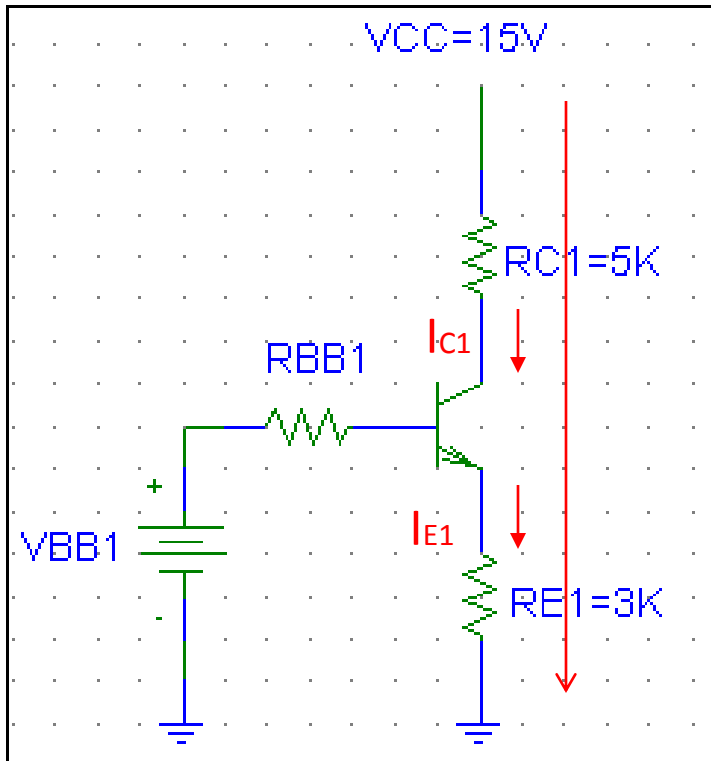 VCC=15V
RC1=5K
IC1
RBB1
+
IE1
VBB1
RE1=3K
-